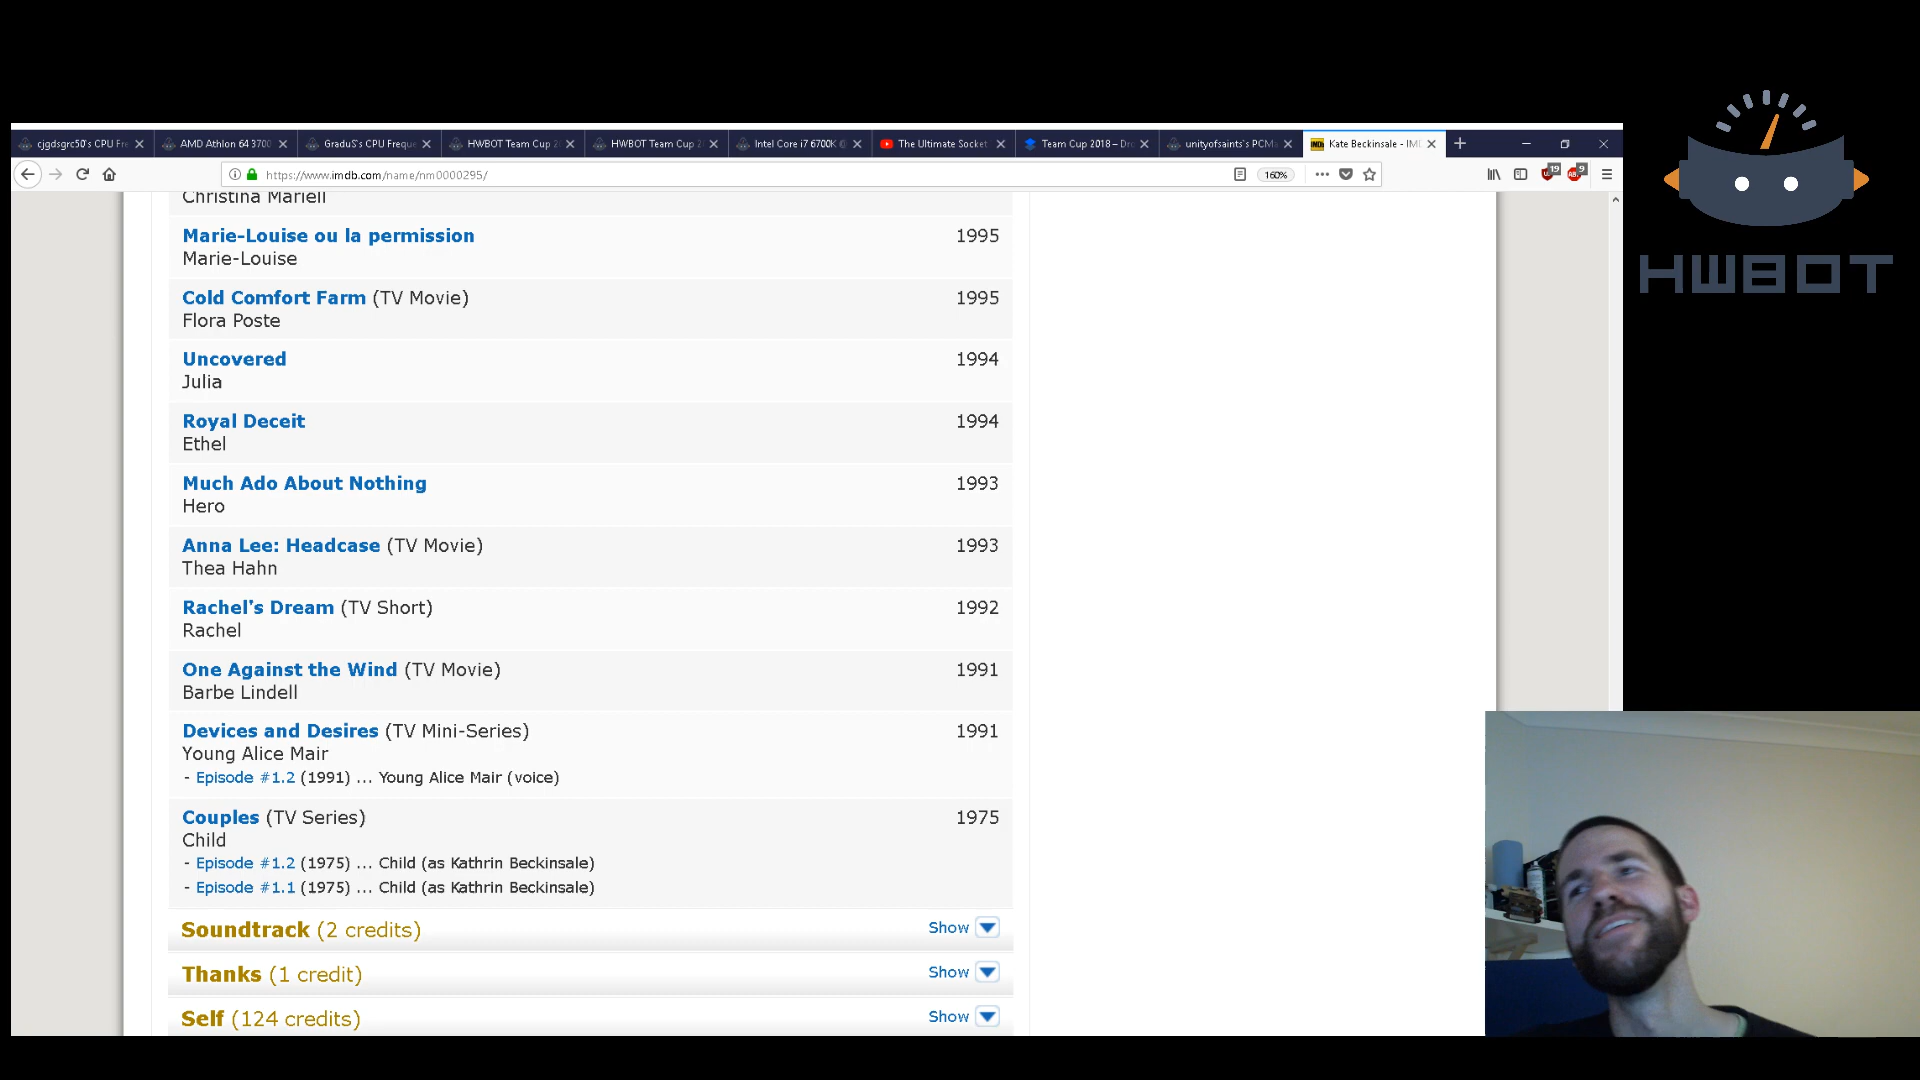 cjgdsgrc50's CPU Fre
AMD Athlon 64 3700
GraduS's CPU Freque
HWBOT Team Cup 2
HWBOT Team Cup 2
Intel Core i7 6700K @
The Ultimate Socket
Team Cup 2018 – Dro
unityofsaints's PCMa
Kate Beckinsale - IMD
https://www.imdb.com/name/nm0000295/
160%
19
9
HWBOT
Christina Mariell
Marie-Louise ou la permission 1995
Marie-Louise
Cold Comfort Farm (TV Movie) 1995
Flora Poste
Uncovered 1994
Julia
Royal Deceit 1994
Ethel
Much Ado About Nothing 1993
Hero
Anna Lee: Headcase (TV Movie) 1993
Thea Hahn
Rachel's Dream (TV Short) 1992
Rachel
One Against the Wind (TV Movie) 1991
Barbe Lindell
Devices and Desires (TV Mini-Series) 1991
Young Alice Mair
- Episode #1.2 (1991) ... Young Alice Mair (voice)
Couples (TV Series) 1975
Child
- Episode #1.2 (1975) ... Child (as Kathrin Beckinsale)
- Episode #1.1 (1975) ... Child (as Kathrin Beckinsale)
Soundtrack (2 credits) Show
Thanks (1 credit) Show
Self (124 credits) Show